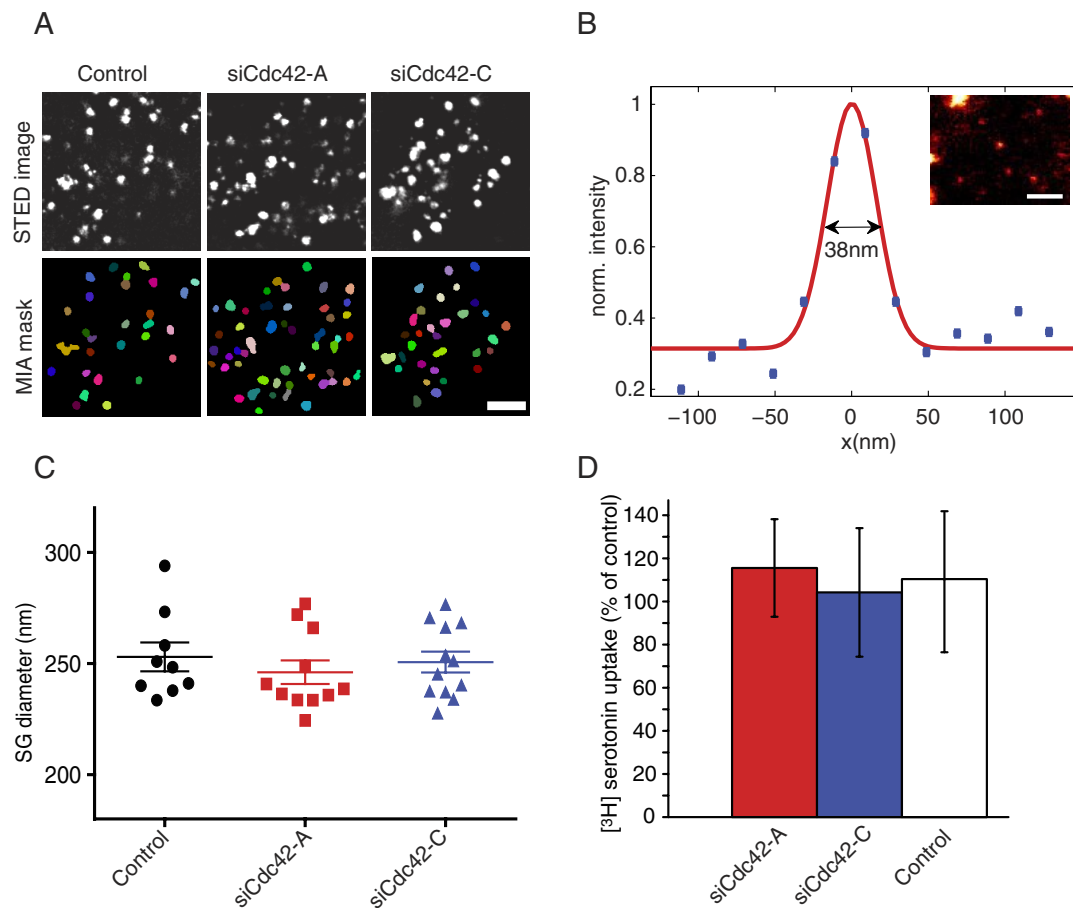 A
Control
siCdc42-A
siCdc42-C
STED image
MIA mask
B
norm. intensity
1
0.8
0.6
0.4
0.2
38nm
−100
−50
0
50
100
x(nm)
C
SG diameter (nm)
300
250
200
Control
siCdc42-A
siCdc42-C
D
[³H] serotonin uptake (% of control)
140
120
100
80
60
40
20
0
siCdc42-A
siCdc42-C
Control